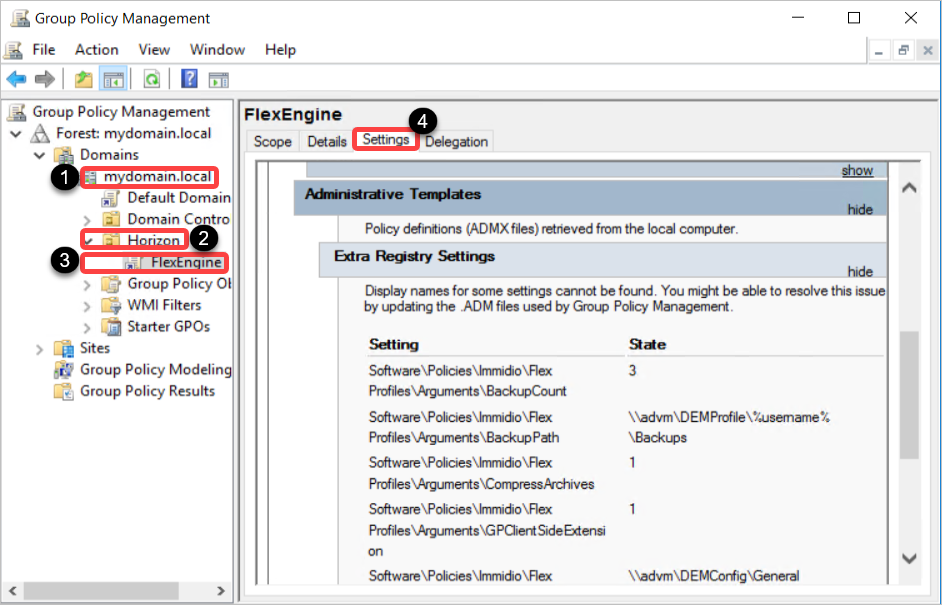 Group Policy Management
File Action View Window Help
Group Policy Management
Forest: mydomain.local
Domains
1 mydomain.local
Default Domain
Domain Contro
Horizon 2
3 FlexEngine
Group Policy Ob
WMI Filters
Starter GPOs
Sites
Group Policy Modeling
Group Policy Results
FlexEngine
4
Scope Details Settings Delegation
show
Administrative Templates
hide
Policy definitions (ADMX files) retrieved from the local computer.
Extra Registry Settings
hide
Display names for some settings cannot be found. You might be able to resolve this issue
by updating the .ADM files used by Group Policy Management.
Setting State
Software\Policies\Immidio\Flex 3
Profiles\Arguments\BackupCount
Software\Policies\Immidio\Flex \\advm\DEMProfile\%username%
Profiles\Arguments\BackupPath \Backups
Software\Policies\Immidio\Flex 1
Profiles\Arguments\CompressArchives
Software\Policies\Immidio\Flex 1
Profiles\Arguments\GPClientSideExtensi
on
Software\Policies\Immidio\Flex \\advm\DEMConfig\General